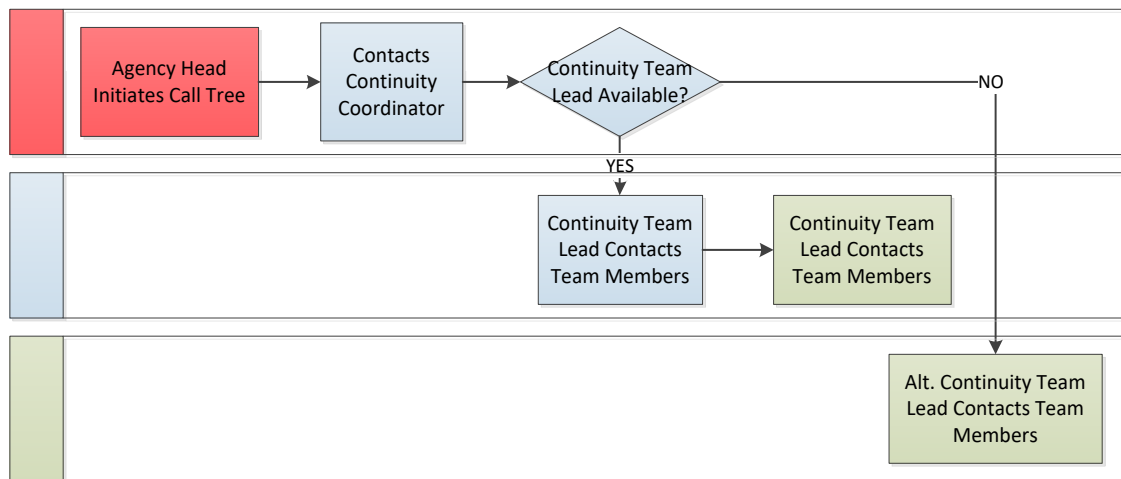 Agency Head
Initiates Call Tree
Contacts
Continuity
Coordinator
Continuity Team
Lead Available?
NO
YES
Continuity Team
Lead Contacts
Team Members
Continuity Team
Lead Contacts
Team Members
Alt. Continuity Team
Lead Contacts Team
Members